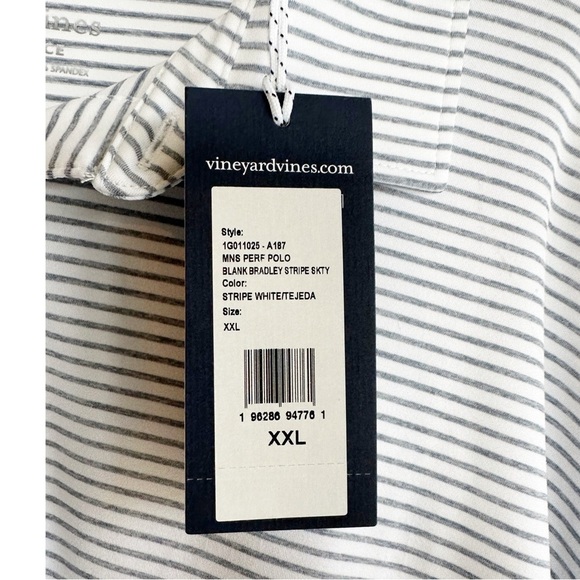 SPANDEX
vineyardvines.com
Style:
1G011025 - A187
MNS PERF POLO
BLANK BRADLEY STRIPE SKTY
Color:
STRIPE WHITE/TEJEDA
Size:
XXL
1 96286 94776 1
XXL